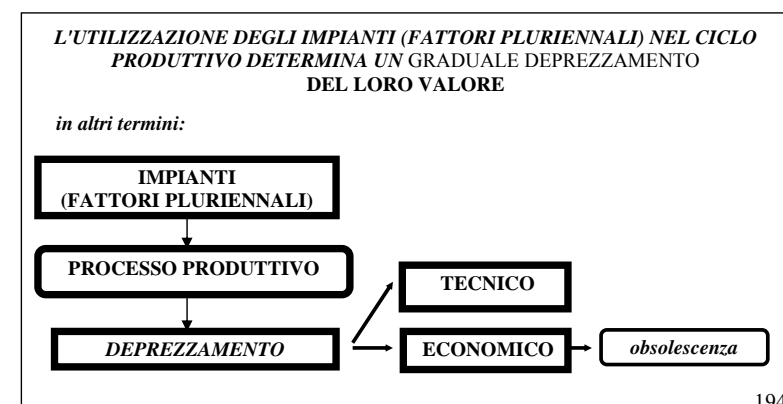 L'UTILIZZAZIONE DEGLI IMPIANTI (FATTORI PLURIENNALI) NEL CICLO
PRODUTTIVO DETERMINA UN GRADUALE DEPREZZAMENTO
DEL LORO VALORE
in altri termini:
IMPIANTI
(FATTORI PLURIENNALI)
PROCESSO PRODUTTIVO
TECNICO
DEPREZZAMENTO
ECONOMICO
obsolescenza
194